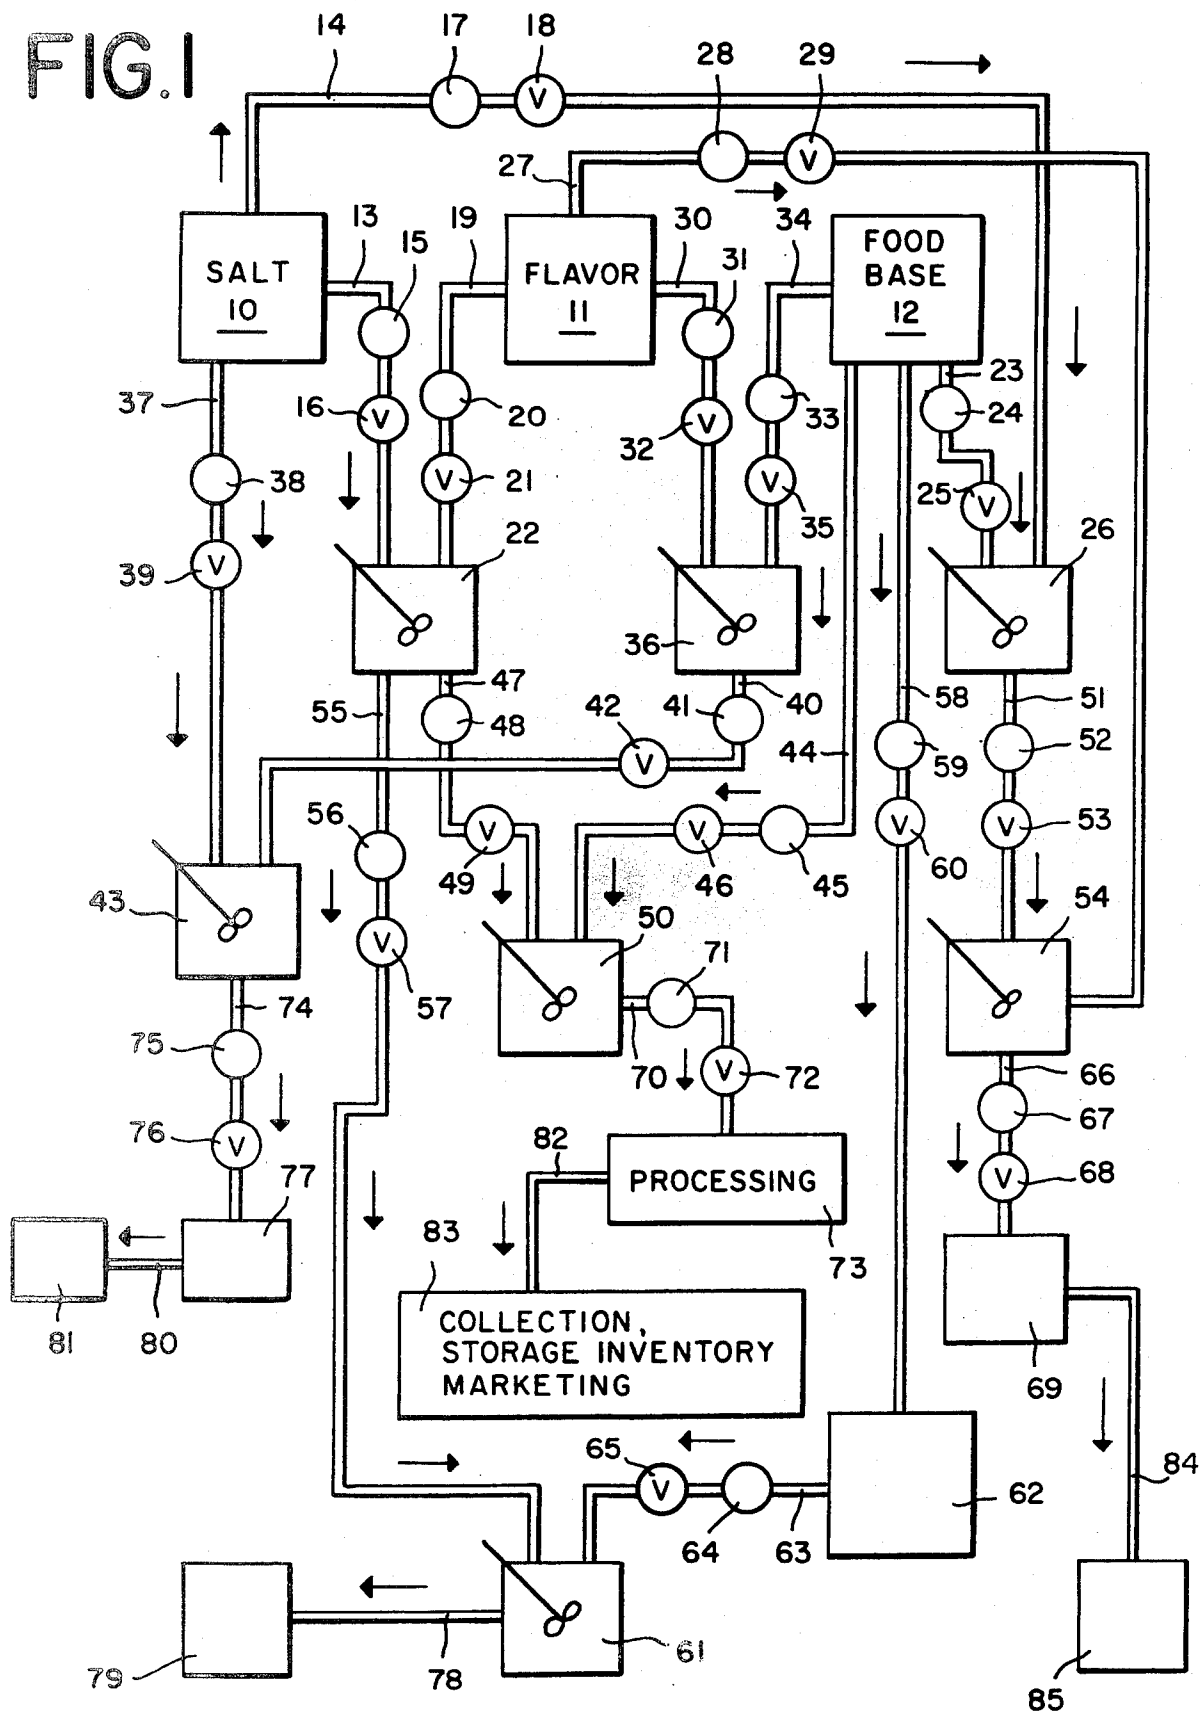 FIG. 1
14 17 18 28 29
27
13 15 19 30 31 34
SALT
10
FLAVOR
11
FOOD
BASE
12
37 16 V 20 32 V 33 23 24
38 V 21 V 35 25 V
39 V 22 36 26
55 47 48 42 V 41 40 44 58 59 51 52
56 V 49 V 46 45 V 60 V 53
43 V 57 50 71 54
74 75 70 V 72 66 67
76 V 77 82 V 68
PROCESSING
73
81 80 83
COLLECTION,
STORAGE INVENTORY
MARKETING
69
65 V 64 63 62 84
79 78 61 85